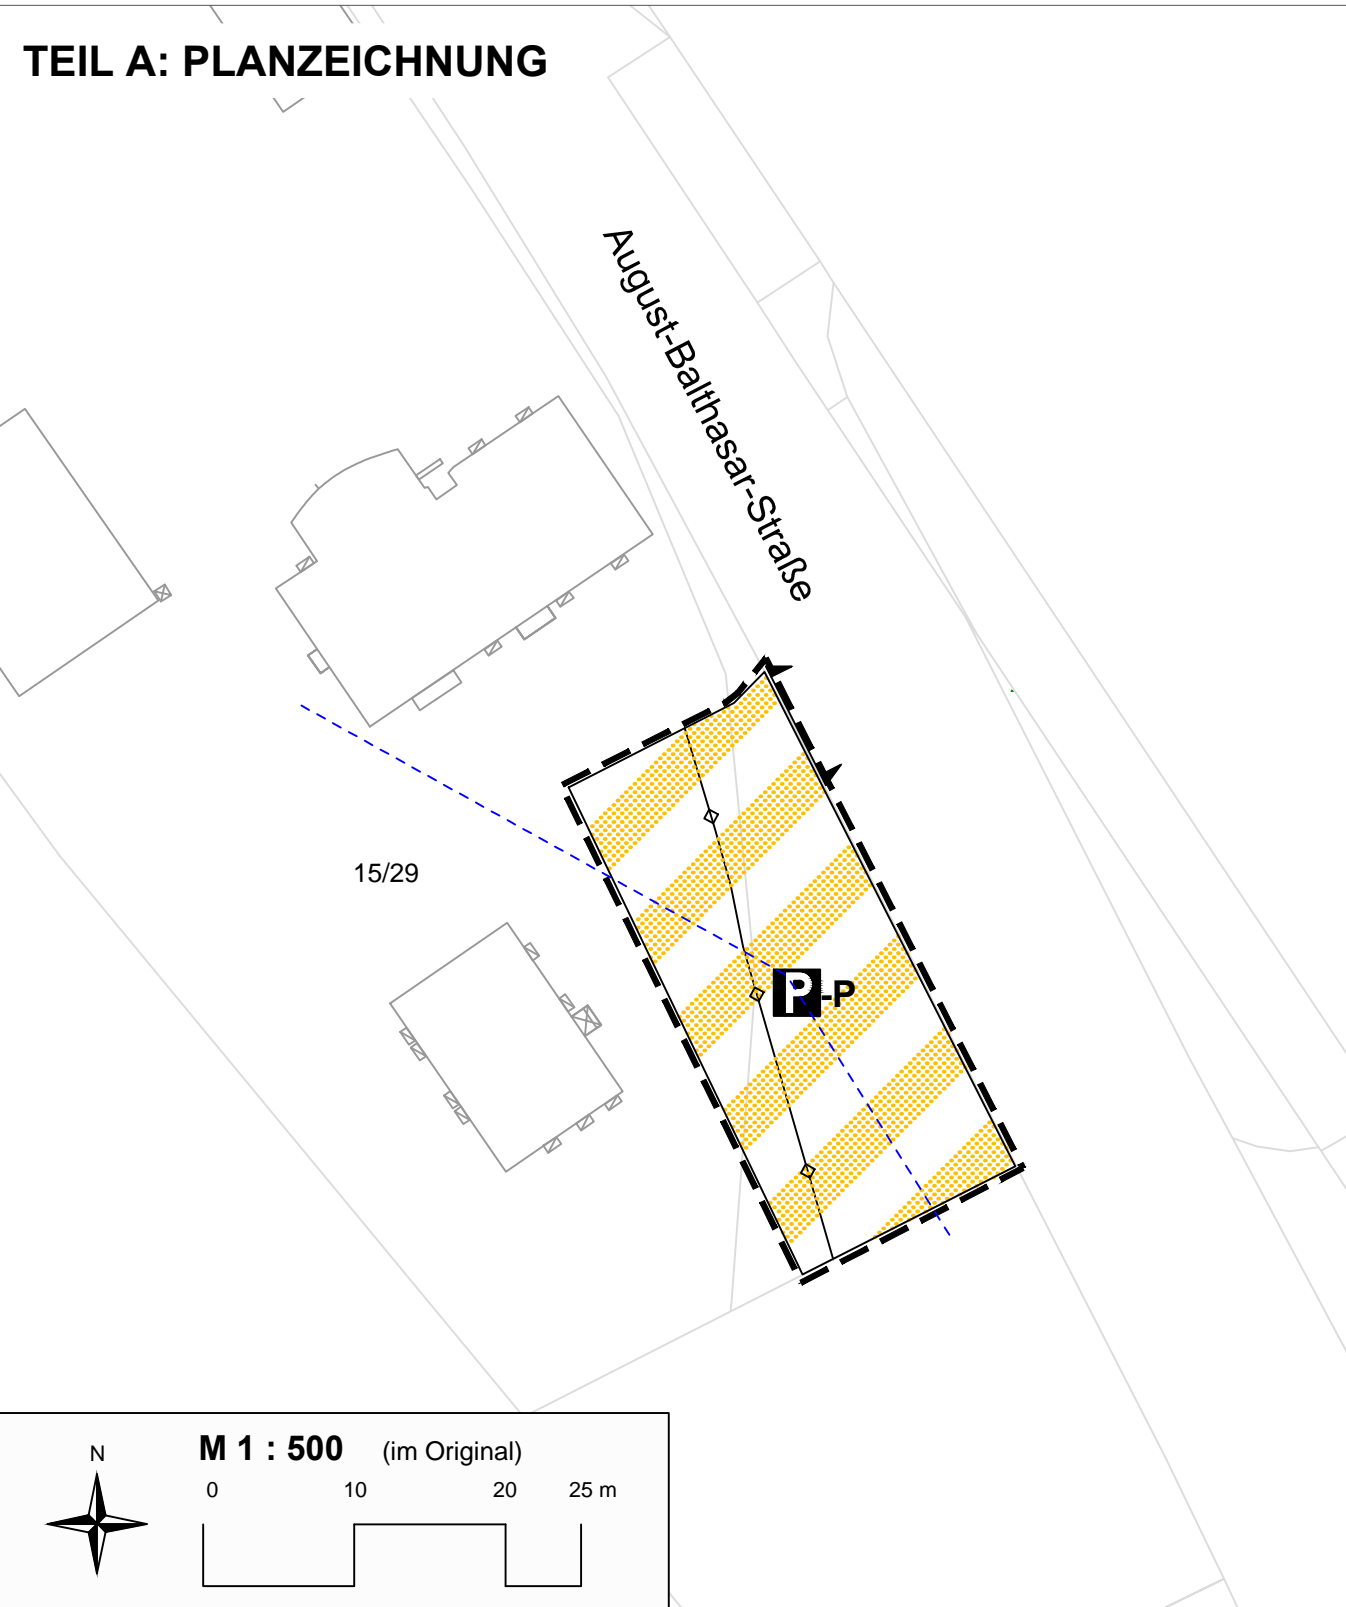 TEIL A: PLANZEICHNUNG
August-Balthasar-Straße
15/29
P-P
M 1 : 500 (im Original)
N
0 10 20 25 m